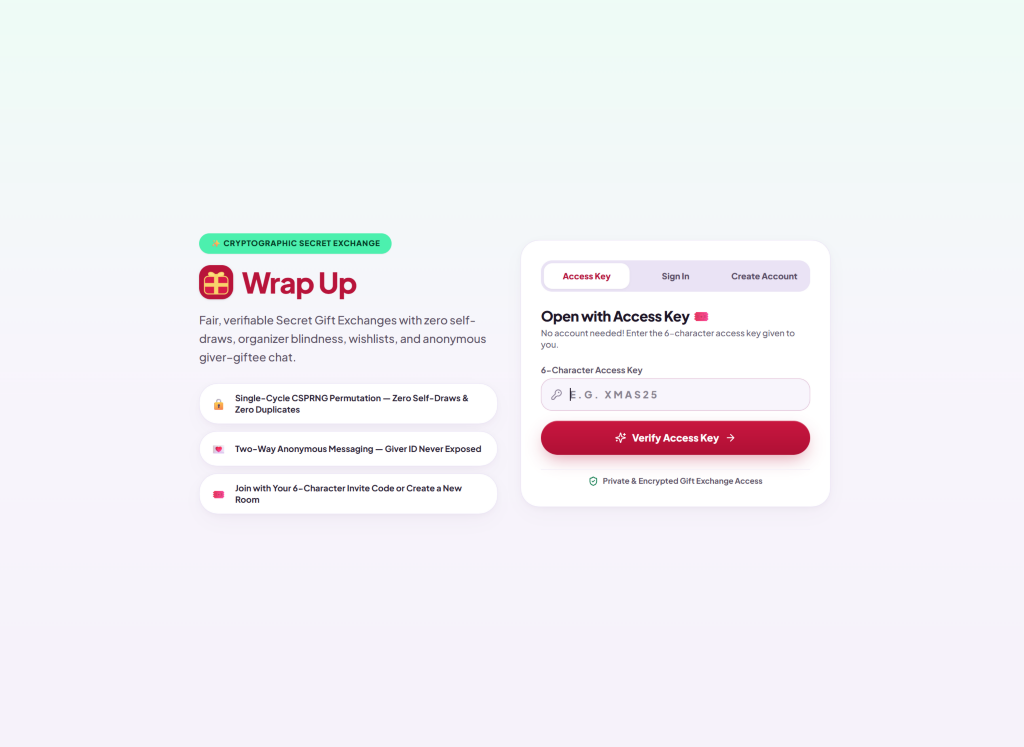 CRYPTOGRAPHIC SECRET EXCHANGE
Wrap Up
Fair, verifiable Secret Gift Exchanges with zero self-
draws, organizer blindness, wishlists, and anonymous
giver–giftee chat.
Single-Cycle CSPRNG Permutation — Zero Self-Draws &
Zero Duplicates
Two-Way Anonymous Messaging — Giver ID Never Exposed
Join with Your 6-Character Invite Code or Create a New
Room
Access Key
Sign In
Create Account
Open with Access Key
No account needed! Enter the 6-character access key given to
you.
6-Character Access Key
E.G. XMAS25
Verify Access Key
Private & Encrypted Gift Exchange Access